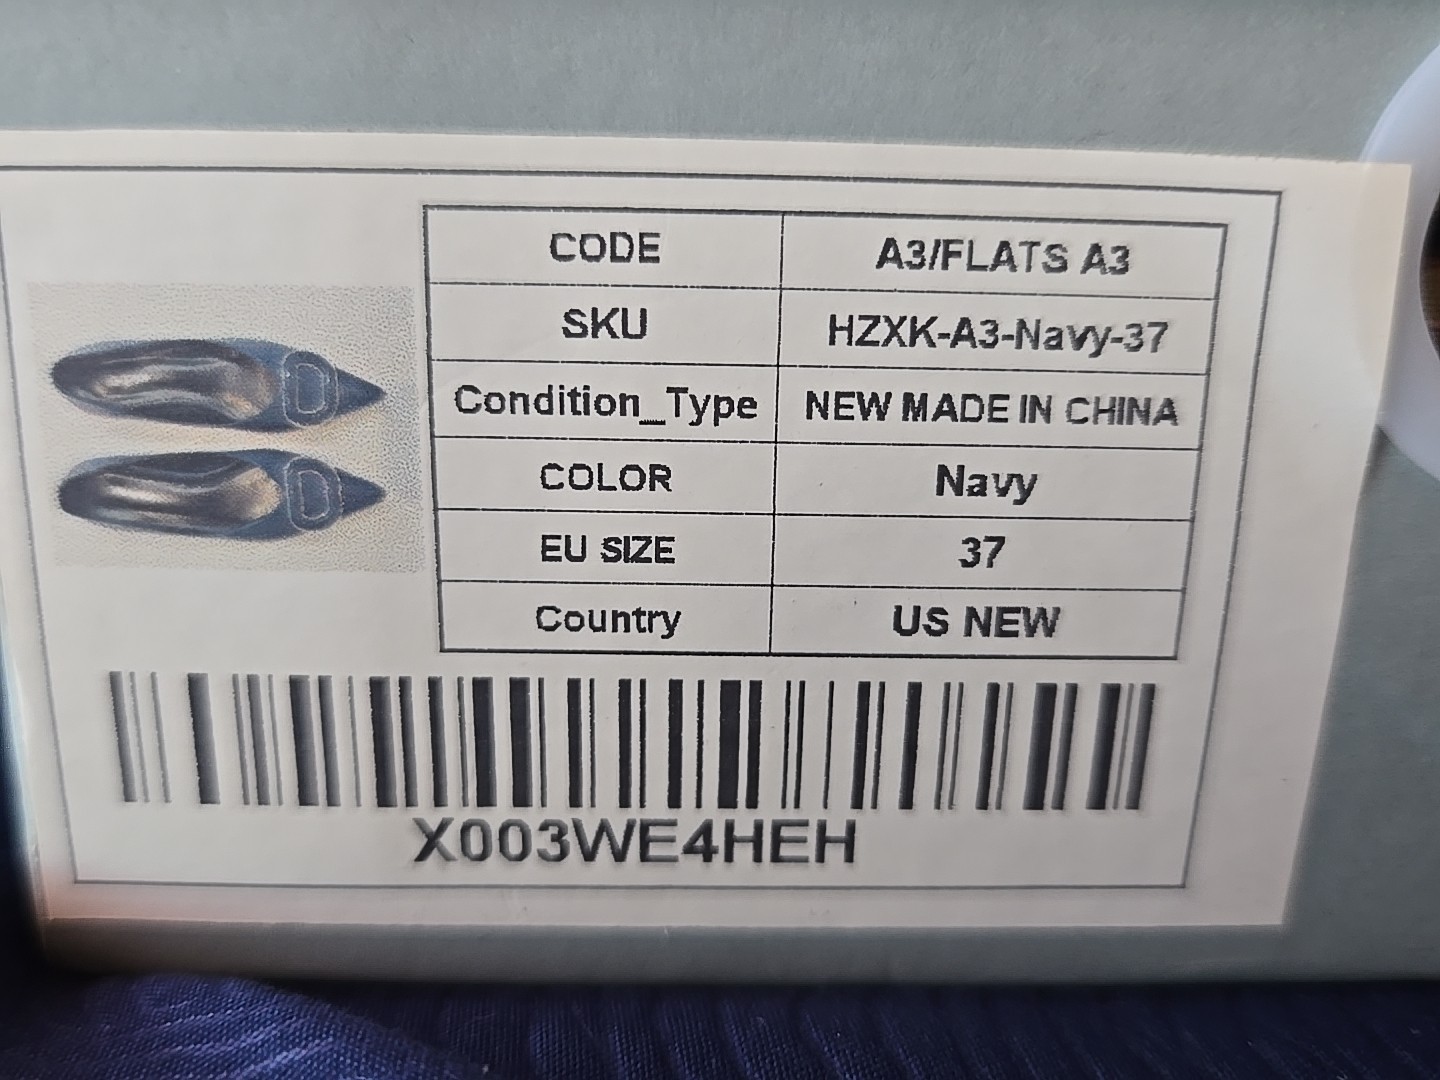 CODE A3/FLATS A3
SKU HZXK-A3-Navy-37
Condition_Type NEW MADE IN CHINA
COLOR Navy
EU SIZE 37
Country US NEW
X003WE4HEH